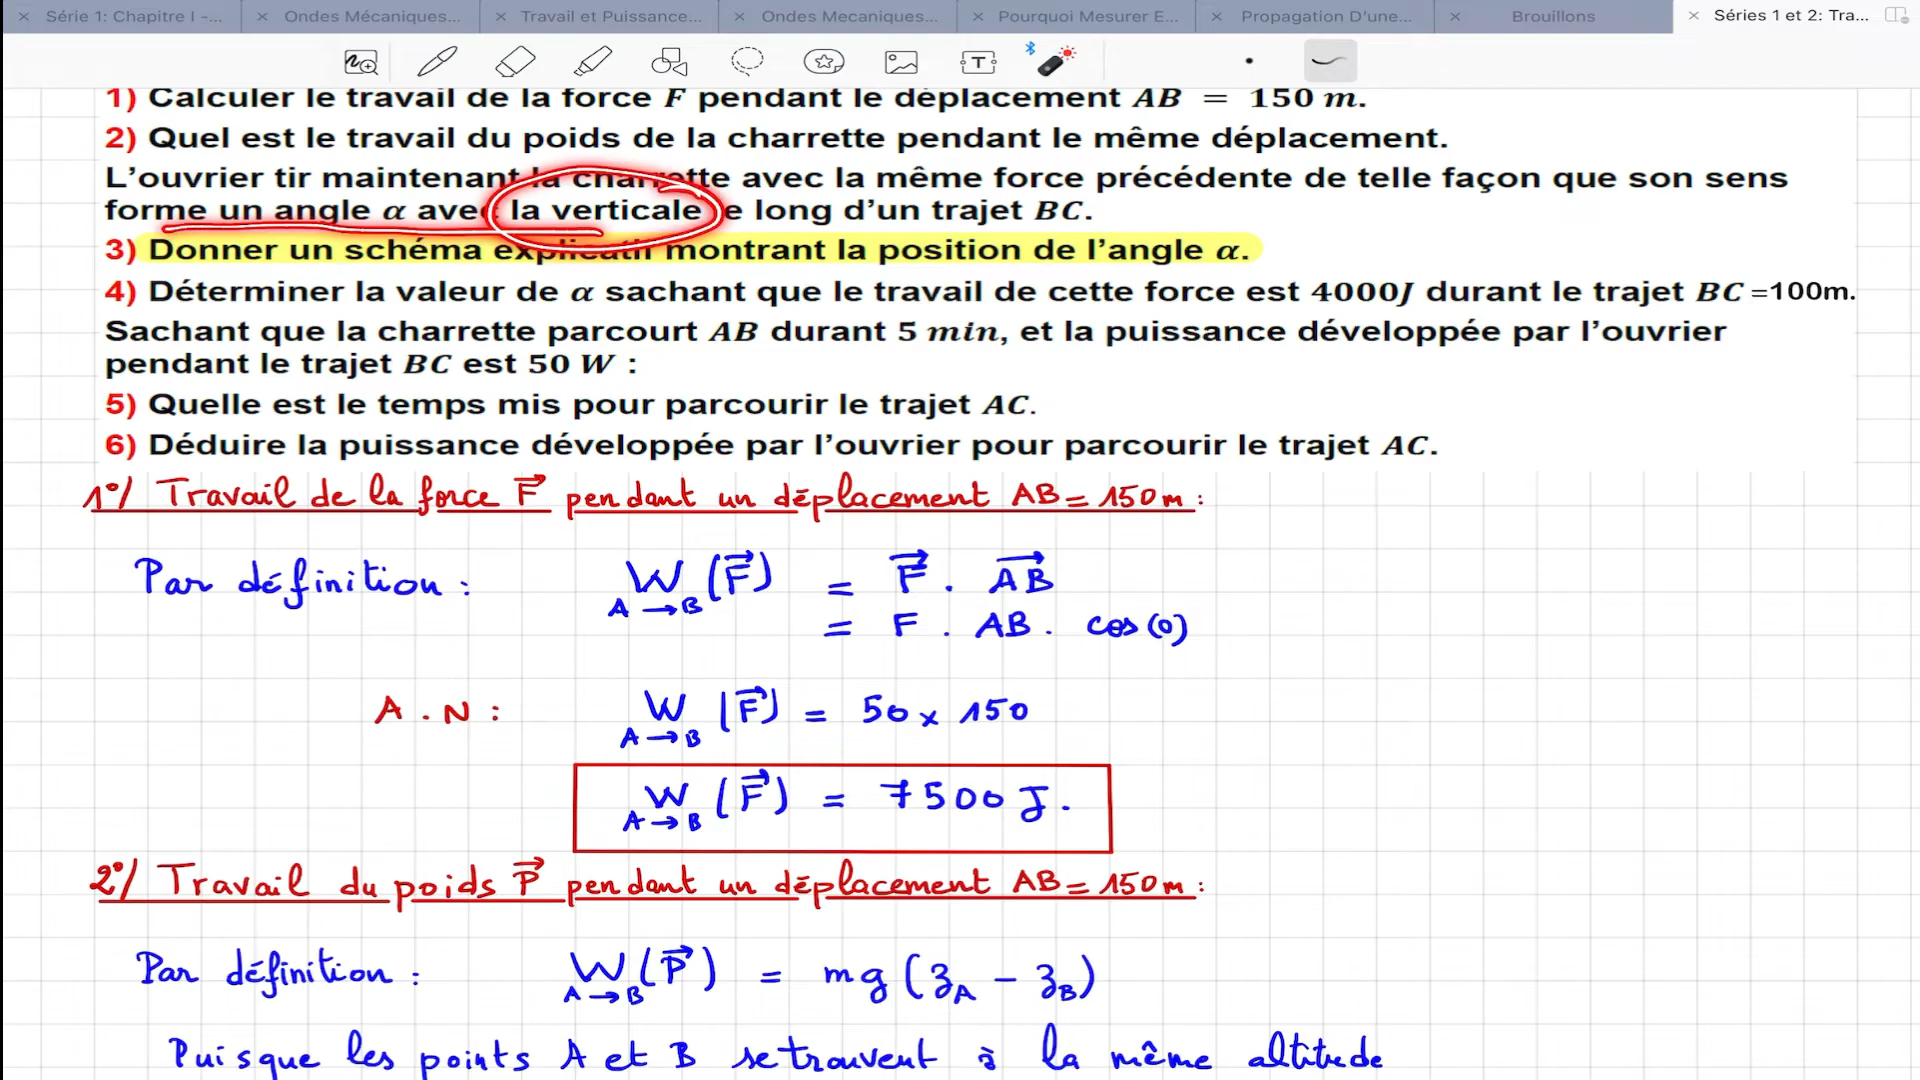 Série 1: Chapitre I -...
Ondes Mécaniques...
Travail et Puissance...
Ondes Mecaniques...
Pourquoi Mesurer E...
Propagation D'une...
Brouillons
Séries 1 et 2: Tra...
1) Calculer le travail de la force F pendant le déplacement AB = 150 m.
2) Quel est le travail du poids de la charrette pendant le même déplacement.
L'ouvrier tir maintenant la charrette avec la même force précédente de telle façon que son sens
forme un angle α avec la verticale le long d'un trajet BC.
3) Donner un schéma explicatif montrant la position de l'angle α.
4) Déterminer la valeur de α sachant que le travail de cette force est 4000J durant le trajet BC =100m.
Sachant que la charrette parcourt AB durant 5 min, et la puissance développée par l'ouvrier
pendant le trajet BC est 50 W :
5) Quelle est le temps mis pour parcourir le trajet AC.
6) Déduire la puissance développée par l'ouvrier pour parcourir le trajet AC.
1°/ Travail de la force F⃗ pendant un déplacement AB = 150m :
Par définition : W A→B (F⃗) = F⃗ . AB⃗
= F . AB . cos(0)
A.N : W A→B (F⃗) = 50 × 150
W A→B (F⃗) = 7500 J.
2°/ Travail du poids P⃗ pendant un déplacement AB = 150m :
Par définition : W A→B (P⃗) = mg (zA − zB)
Puisque les points A et B se trouvent à la même altitude